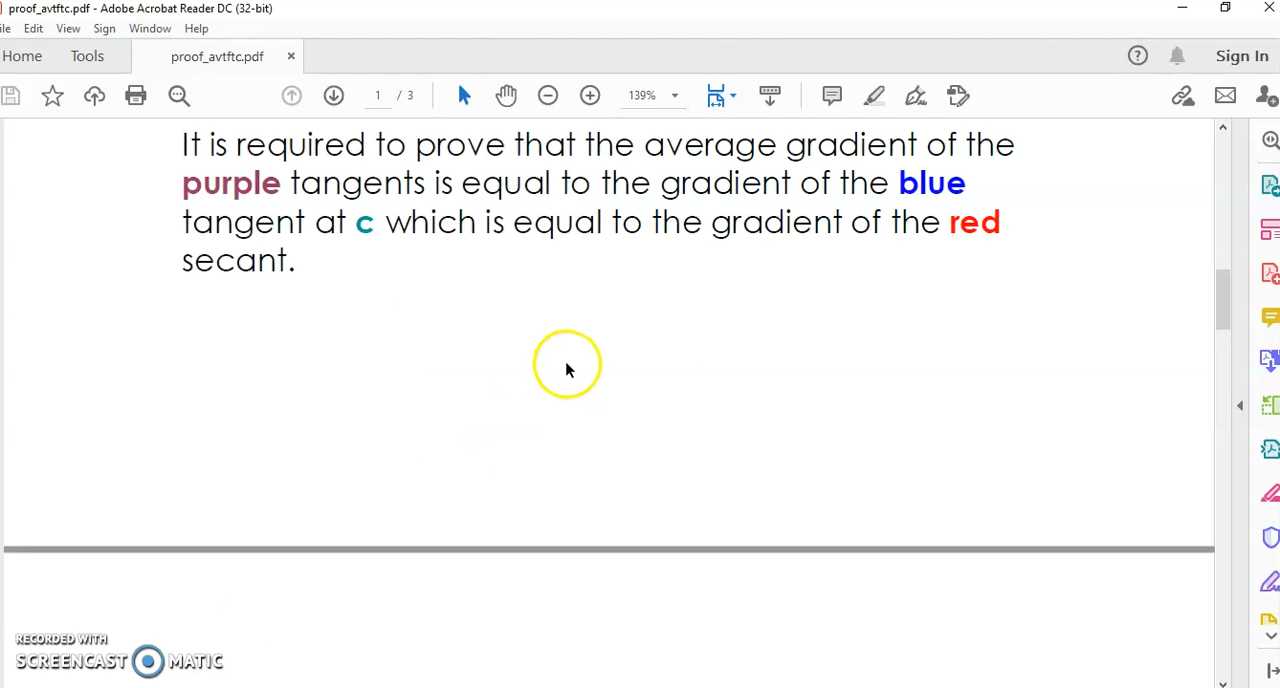 proof_avtftc.pdf - Adobe Acrobat Reader DC (32-bit)
ile Edit View Sign Window Help
Home Tools proof_avtftc.pdf × Sign In
1 / 3 139%
It is required to prove that the average gradient of the
purple tangents is equal to the gradient of the blue
tangent at c which is equal to the gradient of the red
secant.
RECORDED WITH
SCREENCAST MATIC